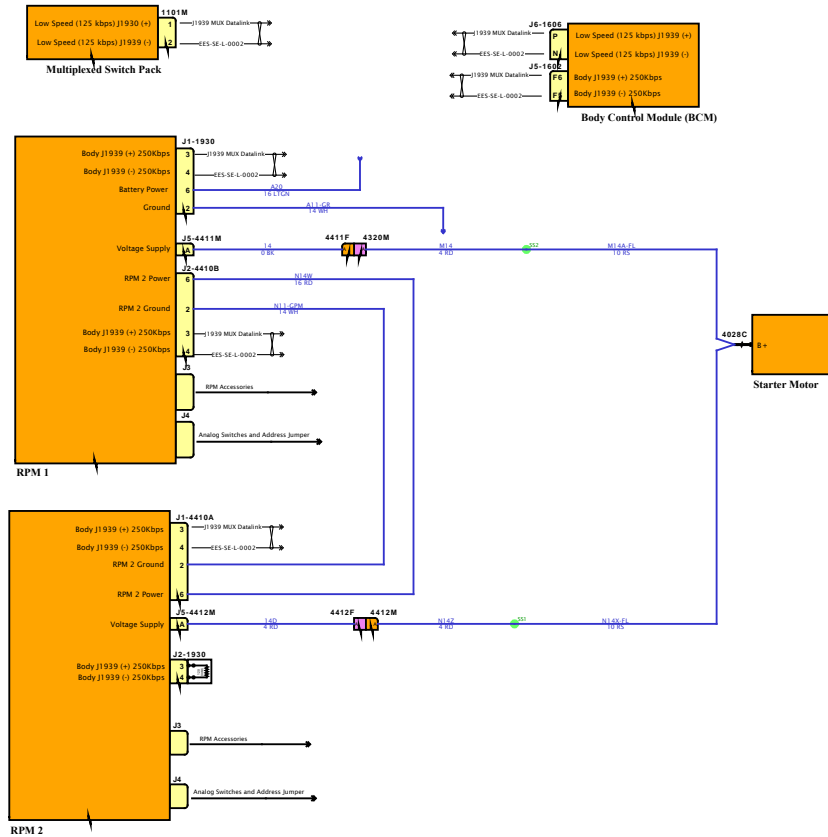 1101M
Low Speed (125 kbps) J1930 (+)
1
J1939 MUX Datalink
Low Speed (125 kbps) J1939 (-)
2
EES-SE-L-0002
Multiplexed Switch Pack
J6-1606
J1939 MUX Datalink
P
Low Speed (125 kbps) J1939 (+)
EES-SE-L-0002
N
Low Speed (125 kbps) J1939 (-)
J5-1602
J1939 MUX Datalink
F6
Body J1939 (+) 250Kbps
EES-SE-L-0002
F5
Body J1939 (-) 250Kbps
Body Control Module (BCM)
J1-1930
Body J1939 (+) 250Kbps
3
J1939 MUX Datalink
Body J1939 (-) 250Kbps
4
EES-SE-L-0002
Battery Power
6
A20
16 LTGN
Ground
2
A11-GR
14 WH
J5-4411M
4411F
4320M
Voltage Supply
A
14
0 BK
A
A
M14
4 RD
SS2
M14A-FL
10 RS
J2-4410B
RPM 2 Power
6
N14W
16 RD
RPM 2 Ground
2
N11-GPM
14 WH
Body J1939 (+) 250Kbps
3
J1939 MUX Datalink
Body J1939 (-) 250Kbps
4
EES-SE-L-0002
4028C
B+
Starter Motor
J3
RPM Accessories
J4
Analog Switches and Address Jumper
RPM 1
J1-4410A
Body J1939 (+) 250Kbps
3
J1939 MUX Datalink
Body J1939 (-) 250Kbps
4
EES-SE-L-0002
RPM 2 Ground
2
RPM 2 Power
6
J5-4412M
4412F
4412M
Voltage Supply
A
14D
4 RD
A
A
N14Z
4 RD
SS1
N14X-FL
10 RS
J2-1930
Body J1939 (+) 250Kbps
3
Body J1939 (-) 250Kbps
4
J3
RPM Accessories
J4
Analog Switches and Address Jumper
RPM 2